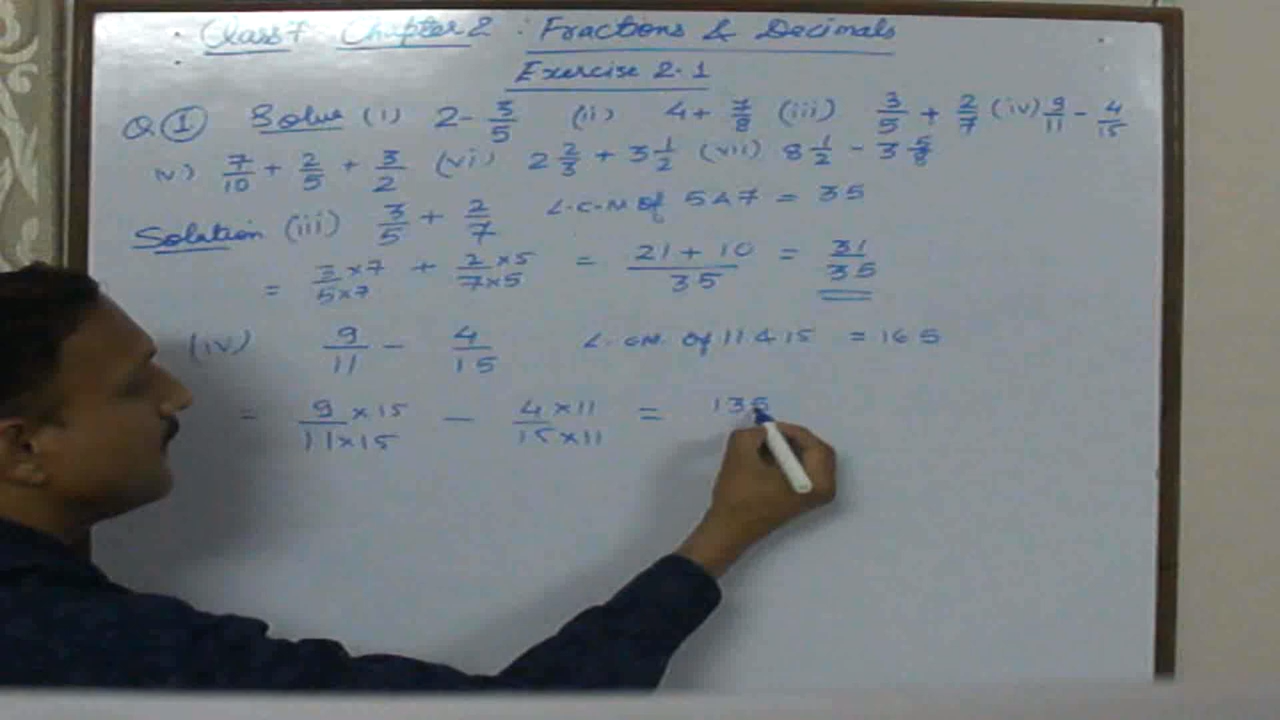 Class 7 Chapter 2 : Fractions & Decimals
Exercise 2.1
Q. ① Solve (i) 2 - 3/5 (ii) 4 + 7/8 (iii) 3/5 + 2/7 (iv) 9/11 - 4/15
(v) 7/10 + 2/5 + 3/2 (vi) 2 2/3 + 3 1/2 (vii) 8 1/2 - 3 5/8
Solution (iii) 3/5 + 2/7 L.C.M of 5 & 7 = 35
= 3×7/5×7 + 2×5/7×5 = 21 + 10/35 = 31/35
(iv) 9/11 - 4/15 L.CM. of 11 & 15 = 165
= 9×15/11×15 - 4×11/15×11 = 135